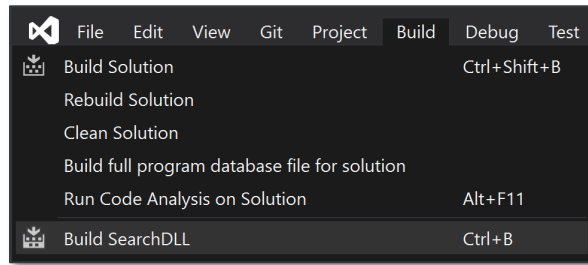 File Edit View Git Project Build Debug Test
Build Solution Ctrl+Shift+B
Rebuild Solution
Clean Solution
Build full program database file for solution
Run Code Analysis on Solution Alt+F11
Build SearchDLL Ctrl+B